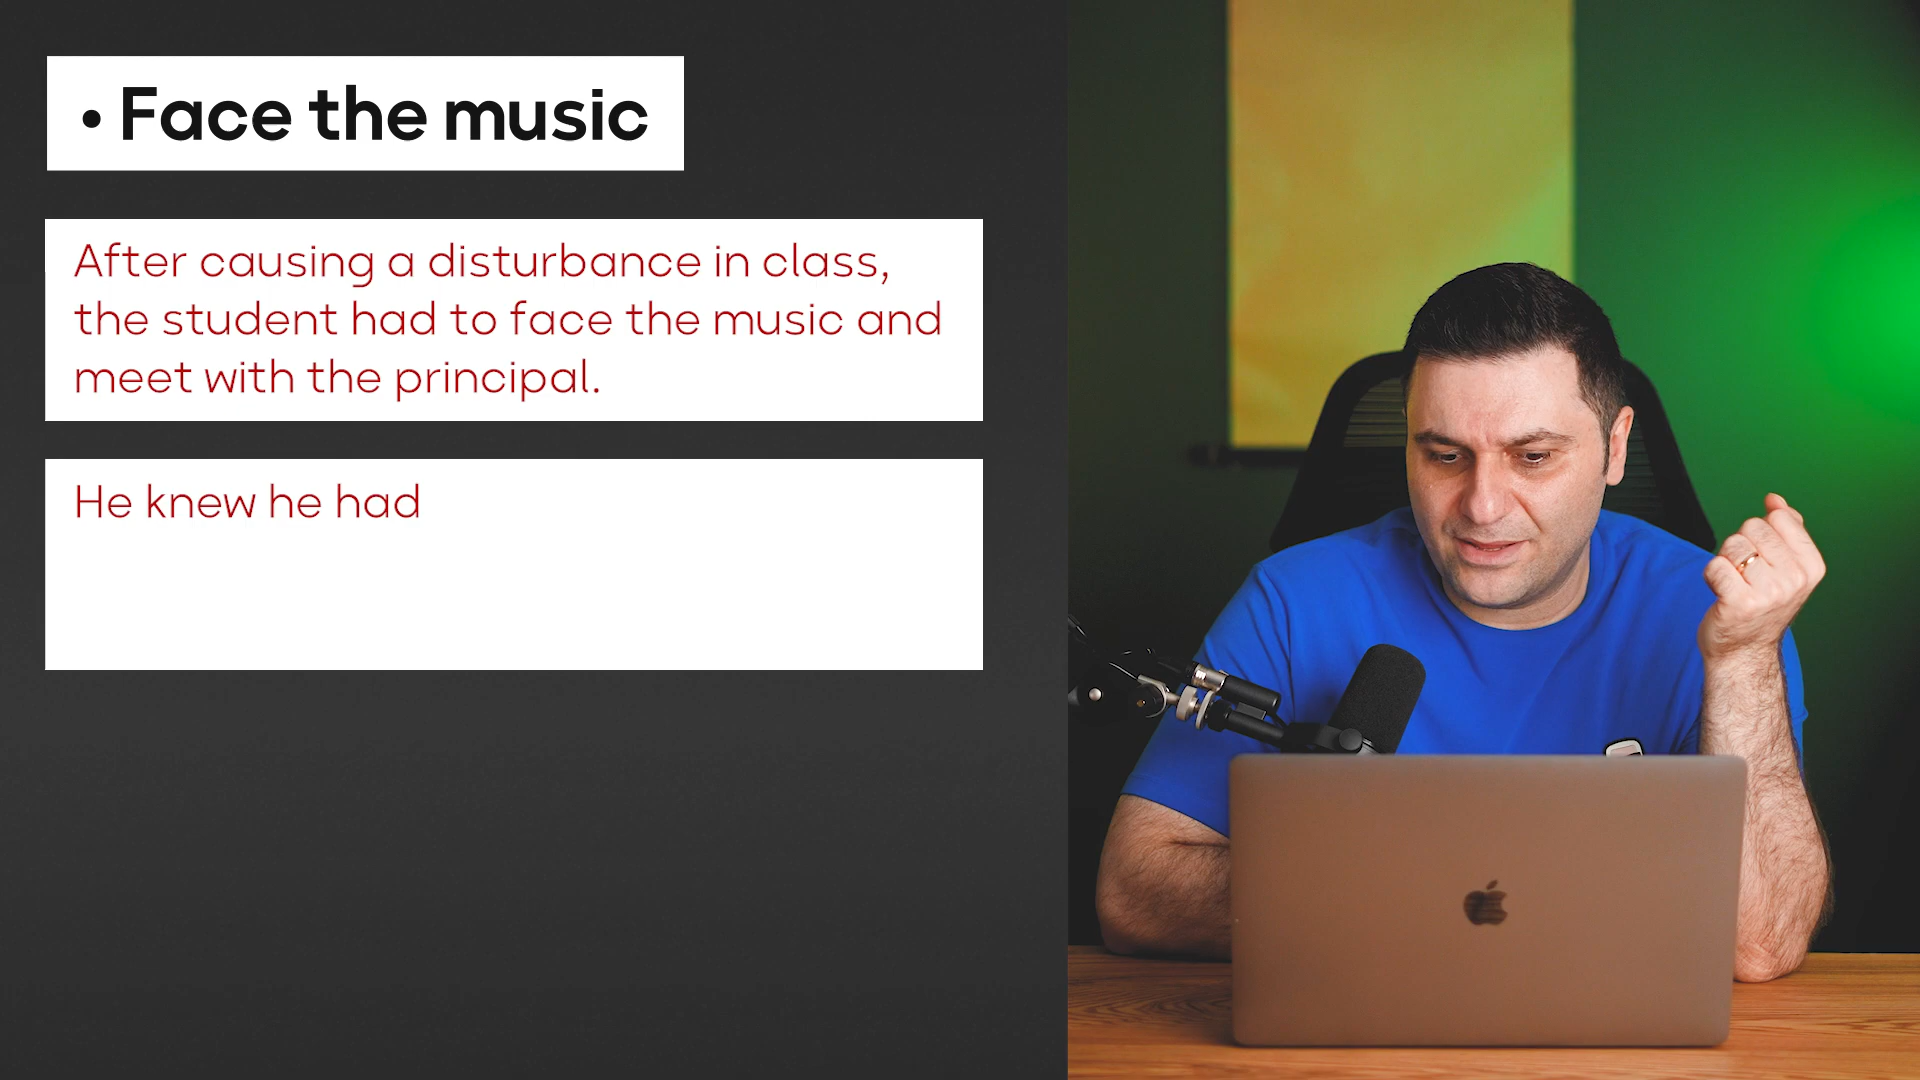 • Face the music
After causing a disturbance in class,
the student had to face the music and
meet with the principal.
He knew he had